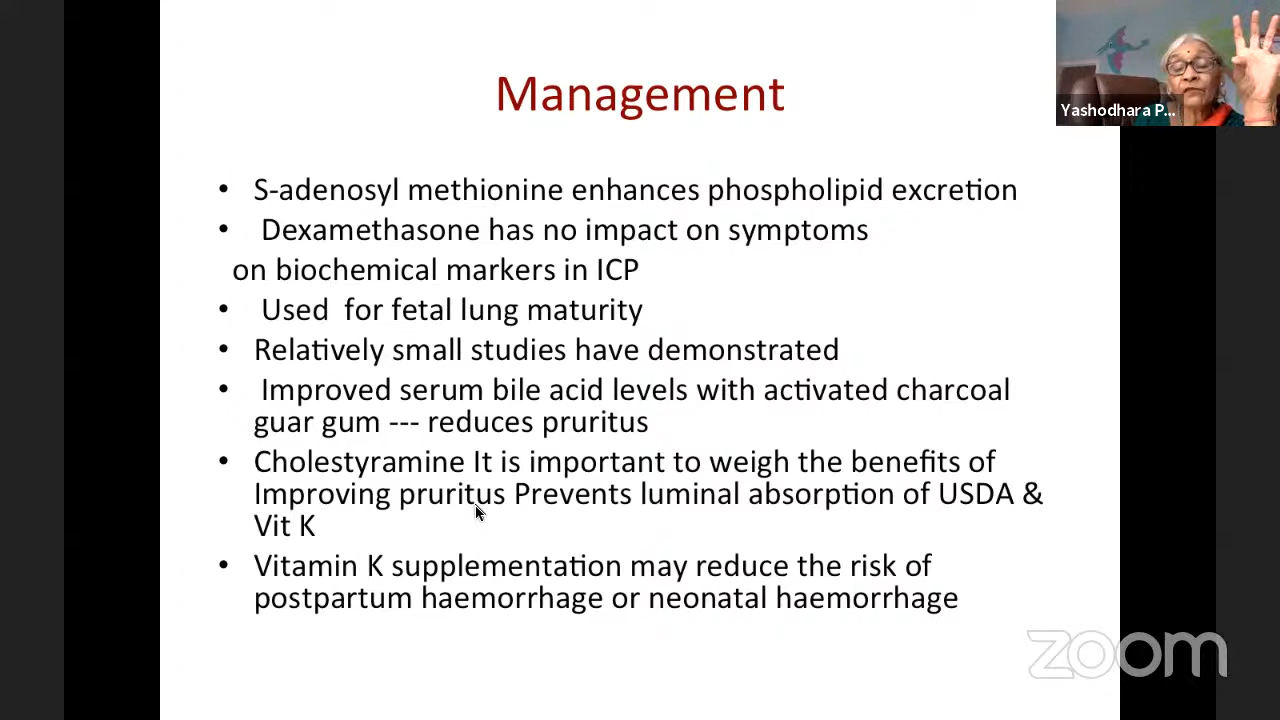 Management
Yashodhara P...
• S-adenosyl methionine enhances phospholipid excretion
• Dexamethasone has no impact on symptoms
on biochemical markers in ICP
• Used for fetal lung maturity
• Relatively small studies have demonstrated
• Improved serum bile acid levels with activated charcoal
guar gum --- reduces pruritus
• Cholestyramine It is important to weigh the benefits of
Improving pruritus Prevents luminal absorption of USDA &
Vit K
• Vitamin K supplementation may reduce the risk of
postpartum haemorrhage or neonatal haemorrhage
zoom